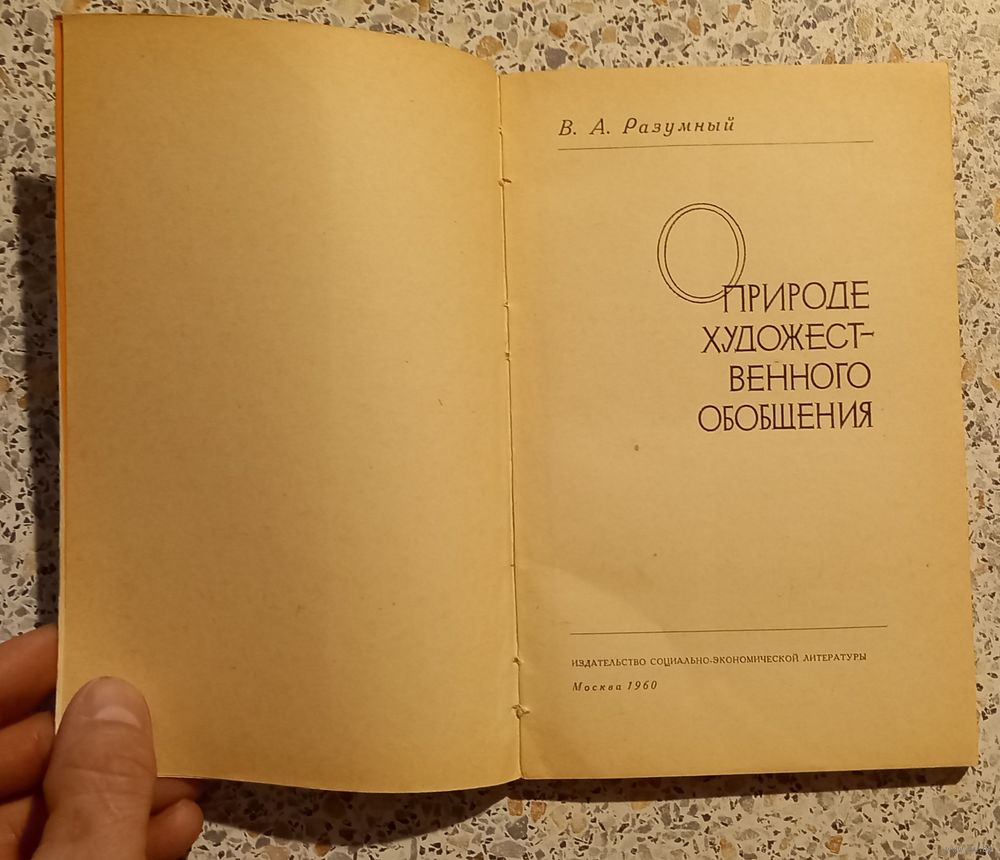 В. А. Разумный
О
ПРИРОДЕ
ХУДОЖЕСТ-
ВЕННОГО
ОБОБЩЕНИЯ
ИЗДАТЕЛЬСТВО СОЦИАЛЬНО-ЭКОНОМИЧЕСКОЙ ЛИТЕРАТУРЫ
Москва 1960